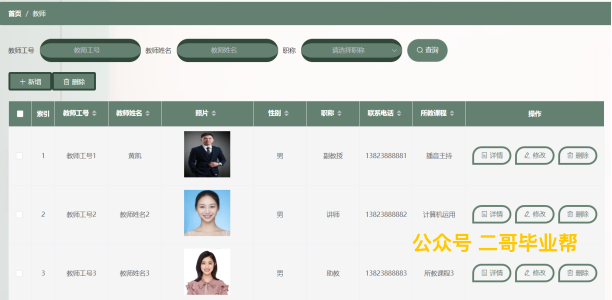 首页 / 教师
教师工号 教师工号 教师姓名 教师姓名 职称 请选择职称 查询
新增 删除
索引 教师工号 教师姓名 照片 性别 职称 联系电话 所教课程 操作
1 教师工号1 黄凯 男 副教授 13823888881 播音主持 详情 修改 删除
2 教师工号2 教师姓名2 男 讲师 13823888882 计算机运用 详情 修改 删除
公众号 二哥毕业帮
3 教师工号3 教师姓名3 男 助教 13823888883 所教课程3 详情 修改 删除